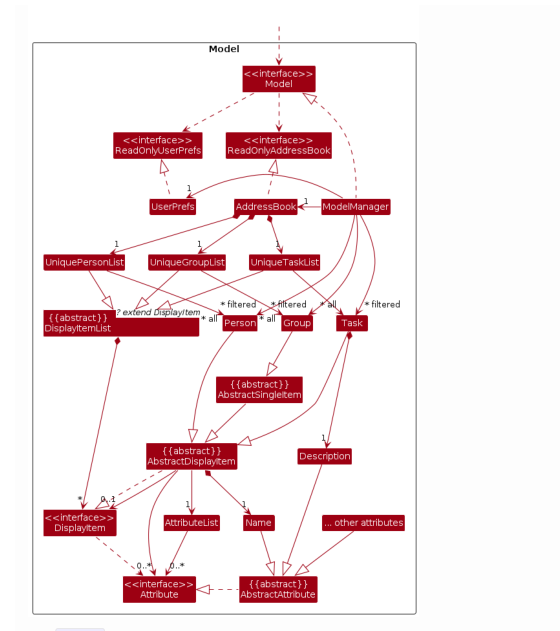 Model
<<interface>>
Model
<<interface>>
ReadOnlyUserPrefs
<<interface>>
ReadOnlyAddressBook
1
UserPrefs
AddressBook
1
ModelManager
1
1
1
UniquePersonList
UniqueGroupList
UniqueTaskList
* filtered
* filtered
* all
* filtered
{{abstract}}
DisplayItemList
? extend DisplayItem
* all
Person
* all
Group
Task
{{abstract}}
AbstractSingleItem
1
{{abstract}}
AbstractDisplayItem
Description
*
0..1
1
1
<<interface>>
DisplayItem
AttributeList
Name
... other attributes
0..*
0..*
<<interface>>
Attribute
{{abstract}}
AbstractAttribute